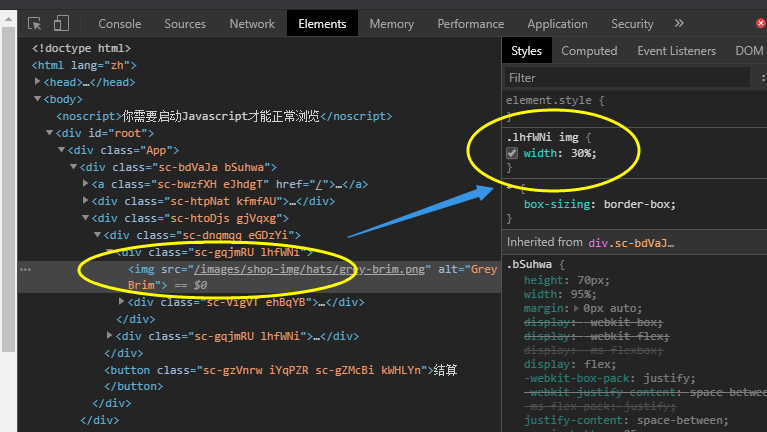 Console Sources Network Elements Memory Performance Application Security »
<!doctype html>
<html lang="zh">
<head>…</head>
<body>
<noscript>你需要启动Javascript才能正常浏览</noscript>
<div id="root">
<div class="App">
<div class="sc-bdVaJa bSuhwa">
<a class="sc-bwzfXH eJhdgT" href="/">…</a>
<div class="sc-htpNat kfmfAU">…</div>
<div class="sc-htoDjs gjVqxg">
<div class="sc-dnqmqq eGDzYi">
<div class="sc-gqjmRU lhfWNi">
<img src="/images/shop-img/hats/grey-brim.png" alt="Grey
Brim"> == $0
<div class="sc-VigVT ehBqYB">…</div>
</div>
<div class="sc-gqjmRU lhfWNi">…</div>
</div>
<button class="sc-gzVnrw iYqPZR sc-gZMcBi kWHLYn">结算
</button>
</div>
</div>
Styles Computed Event Listeners DOM
Filter
element.style {
}
.lhfWNi img {
width: 30%;
}
* {
box-sizing: border-box;
}
Inherited from div.sc-bdVaJ…
.bSuhwa {
height: 70px;
width: 95%;
margin: 0px auto;
display: -webkit-box;
display: -webkit-flex;
display: -ms-flexbox;
display: flex;
-webkit-box-pack: justify;
-webkit-justify-content: space-between
-ms-flex-pack: justify;
justify-content: space-between;